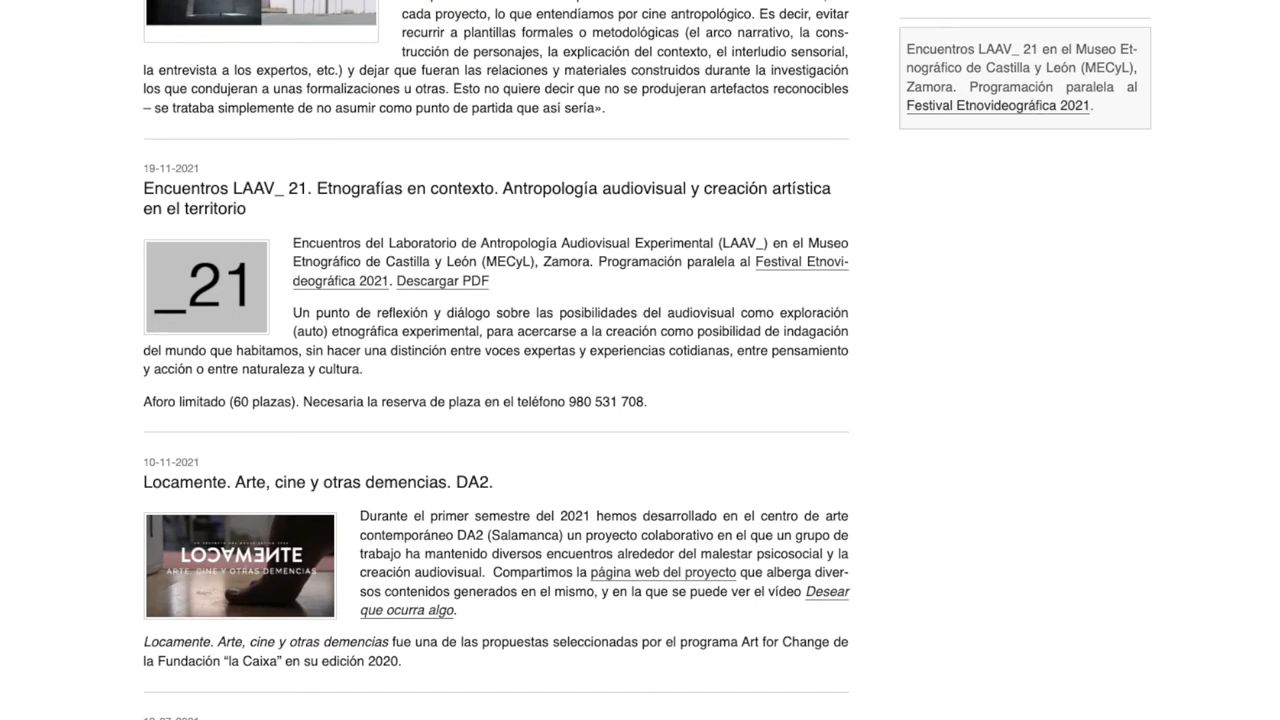 cada proyecto, lo que entendíamos por cine antropológico. Es decir, evitar
recurrir a plantillas formales o metodológicas (el arco narrativo, la cons-
trucción de personajes, la explicación del contexto, el interludio sensorial,
la entrevista a los expertos, etc.) y dejar que fueran las relaciones y materiales construidos durante la investigación
los que condujeran a unas formalizaciones u otras. Esto no quiere decir que no se produjeran artefactos reconocibles
– se trataba simplemente de no asumir como punto de partida que así sería».
19-11-2021
Encuentros LAAV_ 21. Etnografías en contexto. Antropología audiovisual y creación artística
en el territorio
_21
Encuentros del Laboratorio de Antropología Audiovisual Experimental (LAAV_) en el Museo
Etnográfico de Castilla y León (MECyL), Zamora. Programación paralela al Festival Etnovi-
deográfica 2021. Descargar PDF
Un punto de reflexión y diálogo sobre las posibilidades del audiovisual como exploración
(auto) etnográfica experimental, para acercarse a la creación como posibilidad de indagación
del mundo que habitamos, sin hacer una distinción entre voces expertas y experiencias cotidianas, entre pensamiento
y acción o entre naturaleza y cultura.
Aforo limitado (60 plazas). Necesaria la reserva de plaza en el teléfono 980 531 708.
10-11-2021
Locamente. Arte, cine y otras demencias. DA2.
LOCAMENTE
ARTE, CINE Y OTRAS DEMENCIAS
Durante el primer semestre del 2021 hemos desarrollado en el centro de arte
contemporáneo DA2 (Salamanca) un proyecto colaborativo en el que un grupo de
trabajo ha mantenido diversos encuentros alrededor del malestar psicosocial y la
creación audiovisual. Compartimos la página web del proyecto que alberga diver-
sos contenidos generados en el mismo, y en la que se puede ver el vídeo Desear
que ocurra algo.
Locamente. Arte, cine y otras demencias fue una de las propuestas seleccionadas por el programa Art for Change de
la Fundación “la Caixa” en su edición 2020.
Encuentros LAAV_ 21 en el Museo Et-
nográfico de Castilla y León (MECyL),
Zamora. Programación paralela al
Festival Etnovideográfica 2021.